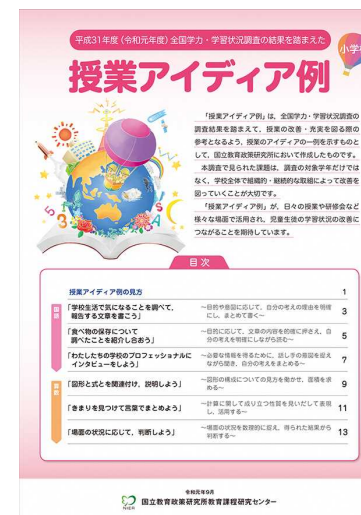 平成31年度(令和元年度)全国学力・学習状況調査の結果を踏まえた
小学校
授業アイディア例
「授業アイディア例」は、全国学力・学習状況調査の
調査結果を踏まえて、授業の改善・充実を図る際の
参考となるよう、授業のアイディアの一例を示すものと
して、国立教育政策研究所において作成したものです。
本調査で見られた課題は、調査の対象学年だけでは
なく、学校全体で組織的・継続的な取組によって改善を
図っていくことが大切です。
「授業アイディア例」が、日々の授業や研修会など
様々な場面で活用され、児童生徒の学習状況の改善に
つながることを期待しています。
目次
授業アイディア例の見方 1
国語
「学校生活で気になることを調べて、
報告する文章を書こう」
～目的や意図に応じて、自分の考えの理由を明確
にし、まとめて書く～ 3
「食べ物の保存について
調べたことを紹介し合おう」
～目的に応じて、文章の内容を的確に押さえ、自
分の考えを明確にしながら読む～ 5
「わたしたちの学校のプロフェッショナルに
インタビューをしよう」
～必要な情報を得るために、話し手の意図を捉え
ながら聞き、自分の考えをまとめる～ 7
算数
「図形と式とを関連付け、説明しよう」
～図形の構成についての見方を働かせ、面積を求
める～ 9
「きまりを見つけて言葉でまとめよう」
～計算に関して成り立つ性質を見いだして表現
し、活用する～ 11
「場面の状況に応じて、判断しよう」
～場面の状況を数理的に捉え、得られた結果から
判断する～ 13
令和元年9月
NIER
国立教育政策研究所教育課程研究センター